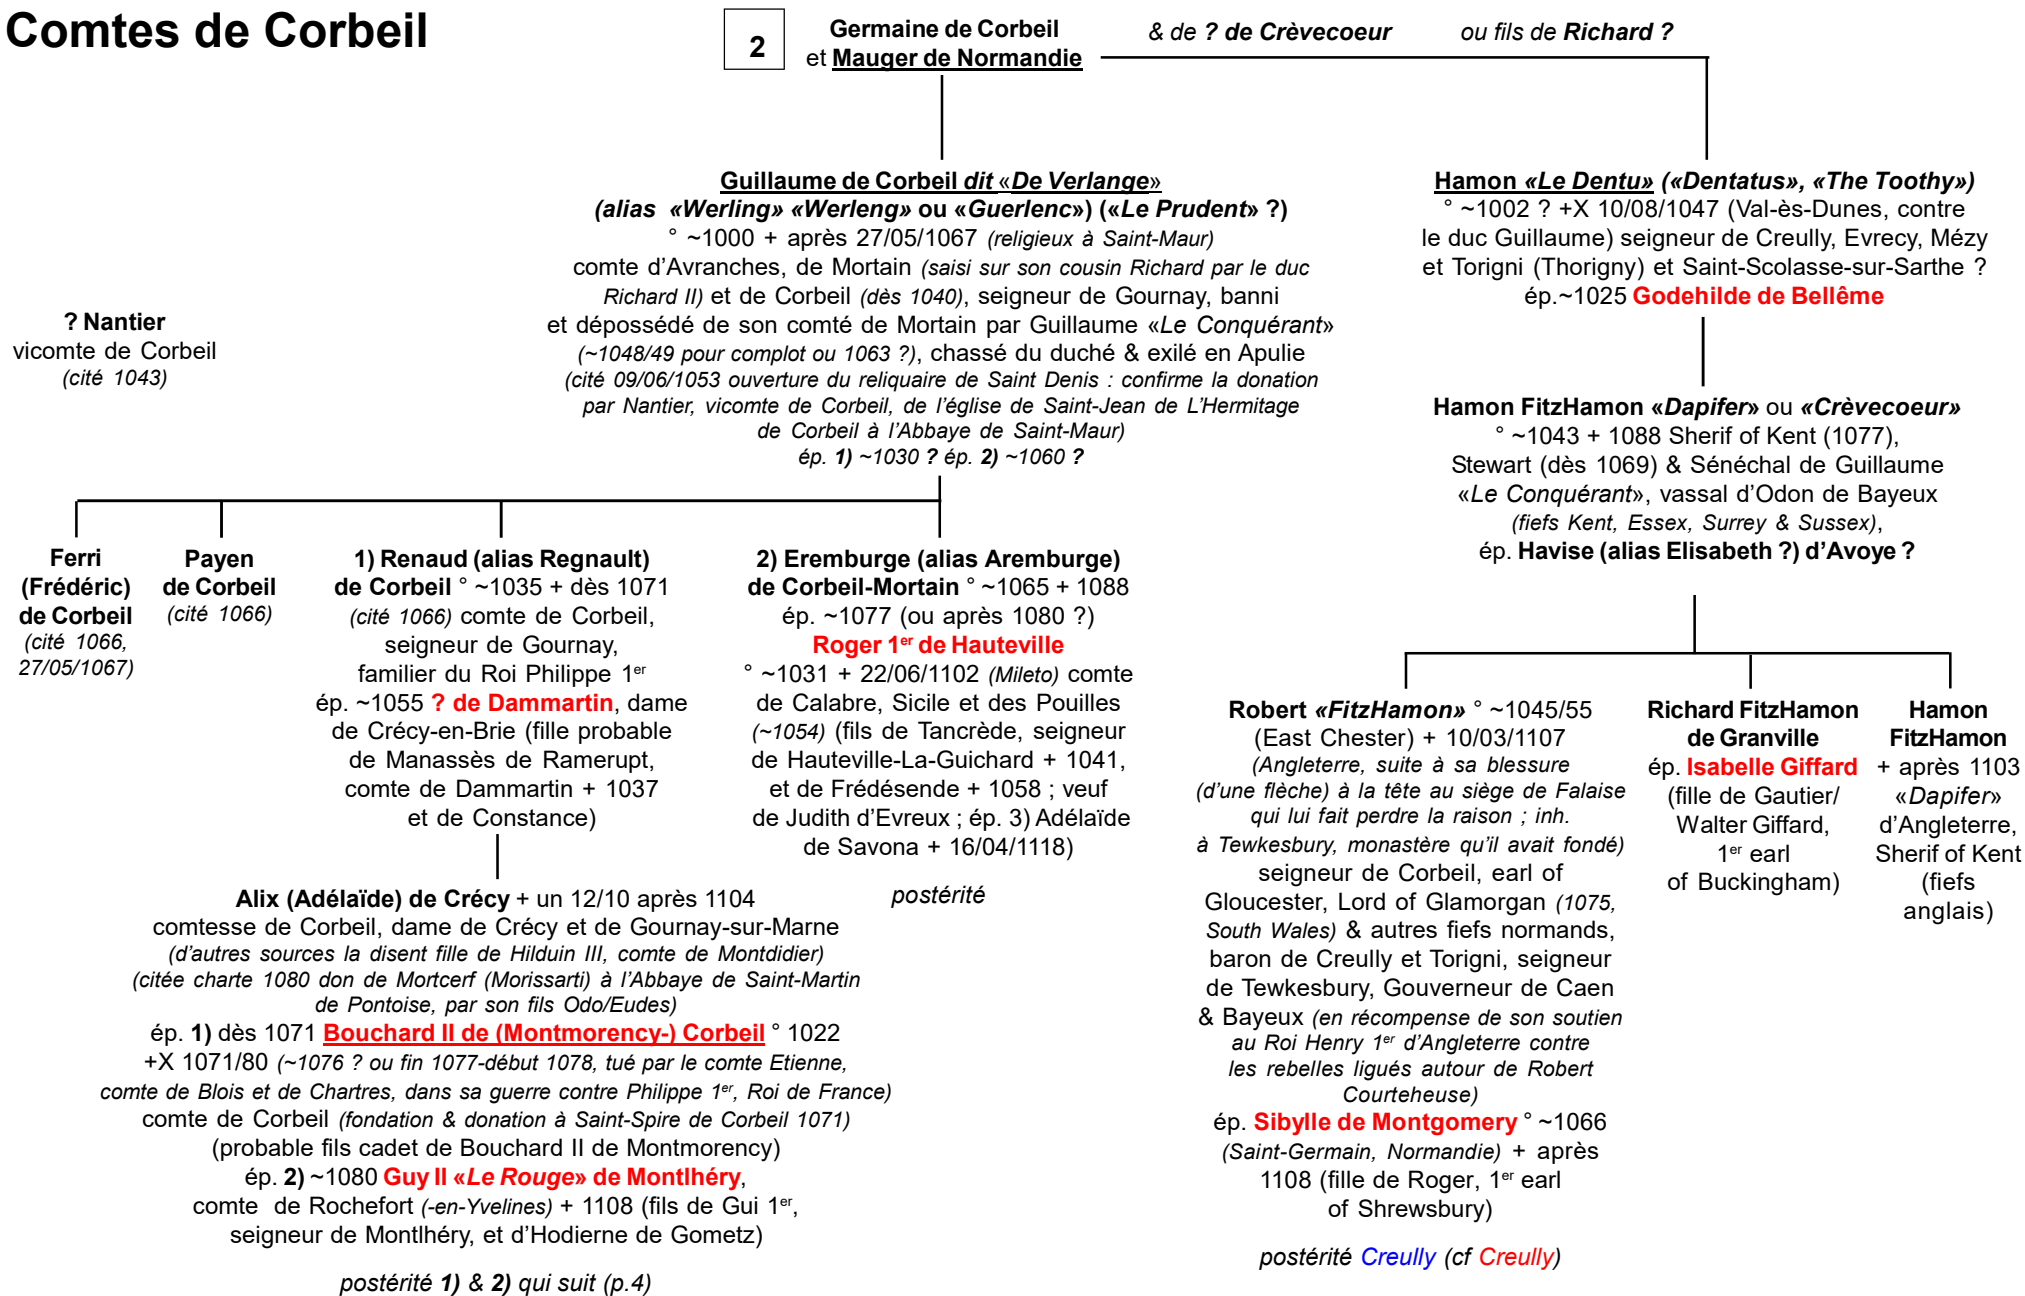 Comtes de Corbeil
2
Germaine de Corbeil
et Mauger de Normandie
& de ? de Crèvecoeur
ou fils de Richard ?
Guillaume de Corbeil dit «De Verlange»
(alias «Werling» «Werleng» ou «Guerlenc») («Le Prudent» ?)
° ~1000 + après 27/05/1067 (religieux à Saint-Maur)
comte d'Avranches, de Mortain (saisi sur son cousin Richard par le duc
Richard II) et de Corbeil (dès 1040), seigneur de Gournay, banni
et dépossédé de son comté de Mortain par Guillaume «Le Conquérant»
(~1048/49 pour complot ou 1063 ?), chassé du duché & exilé en Apulie
(cité 09/06/1053 ouverture du reliquaire de Saint Denis : confirme la donation
par Nantier, vicomte de Corbeil, de l'église de Saint-Jean de L'Hermitage
de Corbeil à l'Abbaye de Saint-Maur)
ép. 1) ~1030 ? ép. 2) ~1060 ?
Hamon «Le Dentu» («Dentatus», «The Toothy»)
° ~1002 ? +X 10/08/1047 (Val-ès-Dunes, contre
le duc Guillaume) seigneur de Creully, Evrecy, Mézy
et Torigni (Thorigny) et Saint-Scolasse-sur-Sarthe ?
ép.~1025 Godehilde de Bellême
? Nantier
vicomte de Corbeil
(cité 1043)
Hamon FitzHamon «Dapifer» ou «Crèvecoeur»
° ~1043 + 1088 Sherif of Kent (1077),
Stewart (dès 1069) & Sénéchal de Guillaume
«Le Conquérant», vassal d'Odon de Bayeux
(fiefs Kent, Essex, Surrey & Sussex),
ép. Havise (alias Elisabeth ?) d'Avoye ?
Ferri
(Frédéric)
de Corbeil
(cité 1066,
27/05/1067)
Payen
de Corbeil
(cité 1066)
1) Renaud (alias Regnault)
de Corbeil ° ~1035 + dès 1071
(cité 1066) comte de Corbeil,
seigneur de Gournay,
familier du Roi Philippe 1er
ép. ~1055 ? de Dammartin, dame
de Crécy-en-Brie (fille probable
de Manassès de Ramerupt,
comte de Dammartin + 1037
et de Constance)
2) Eremburge (alias Aremburge)
de Corbeil-Mortain ° ~1065 + 1088
ép. ~1077 (ou après 1080 ?)
Roger 1er de Hauteville
° ~1031 + 22/06/1102 (Mileto) comte
de Calabre, Sicile et des Pouilles
(~1054) (fils de Tancrède, seigneur
de Hauteville-La-Guichard + 1041,
et de Frédésende + 1058 ; veuf
de Judith d'Evreux ; ép. 3) Adélaïde
de Savona + 16/04/1118)
postérité
Alix (Adélaïde) de Crécy + un 12/10 après 1104
comtesse de Corbeil, dame de Crécy et de Gournay-sur-Marne
(d'autres sources la disent fille de Hilduin III, comte de Montdidier)
(citée charte 1080 don de Mortcerf (Morissarti) à l'Abbaye de Saint-Martin
de Pontoise, par son fils Odo/Eudes)
ép. 1) dès 1071 Bouchard II de (Montmorency-) Corbeil ° 1022
+X 1071/80 (~1076 ? ou fin 1077-début 1078, tué par le comte Etienne,
comte de Blois et de Chartres, dans sa guerre contre Philippe 1er, Roi de France)
comte de Corbeil (fondation & donation à Saint-Spire de Corbeil 1071)
(probable fils cadet de Bouchard II de Montmorency)
ép. 2) ~1080 Guy II «Le Rouge» de Montlhéry,
comte de Rochefort (-en-Yvelines) + 1108 (fils de Gui 1er,
seigneur de Montlhéry, et d'Hodierne de Gometz)
postérité 1) & 2) qui suit (p.4)
Robert «FitzHamon» ° ~1045/55
(East Chester) + 10/03/1107
(Angleterre, suite à sa blessure
(d'une flèche) à la tête au siège de Falaise
qui lui fait perdre la raison ; inh.
à Tewkesbury, monastère qu'il avait fondé)
seigneur de Corbeil, earl of
Gloucester, Lord of Glamorgan (1075,
South Wales) & autres fiefs normands,
baron de Creully et Torigni, seigneur
de Tewkesbury, Gouverneur de Caen
& Bayeux (en récompense de son soutien
au Roi Henry 1er d'Angleterre contre
les rebelles ligués autour de Robert
Courteheuse)
ép. Sibylle de Montgomery ° ~1066
(Saint-Germain, Normandie) + après
1108 (fille de Roger, 1er earl
of Shrewsbury)
postérité Creully (cf Creully)
Richard FitzHamon
de Granville
ép. Isabelle Giffard
(fille de Gautier/
Walter Giffard,
1er earl
of Buckingham)
Hamon
FitzHamon
+ après 1103
«Dapifer»
d'Angleterre,
Sherif of Kent
(fiefs
anglais)